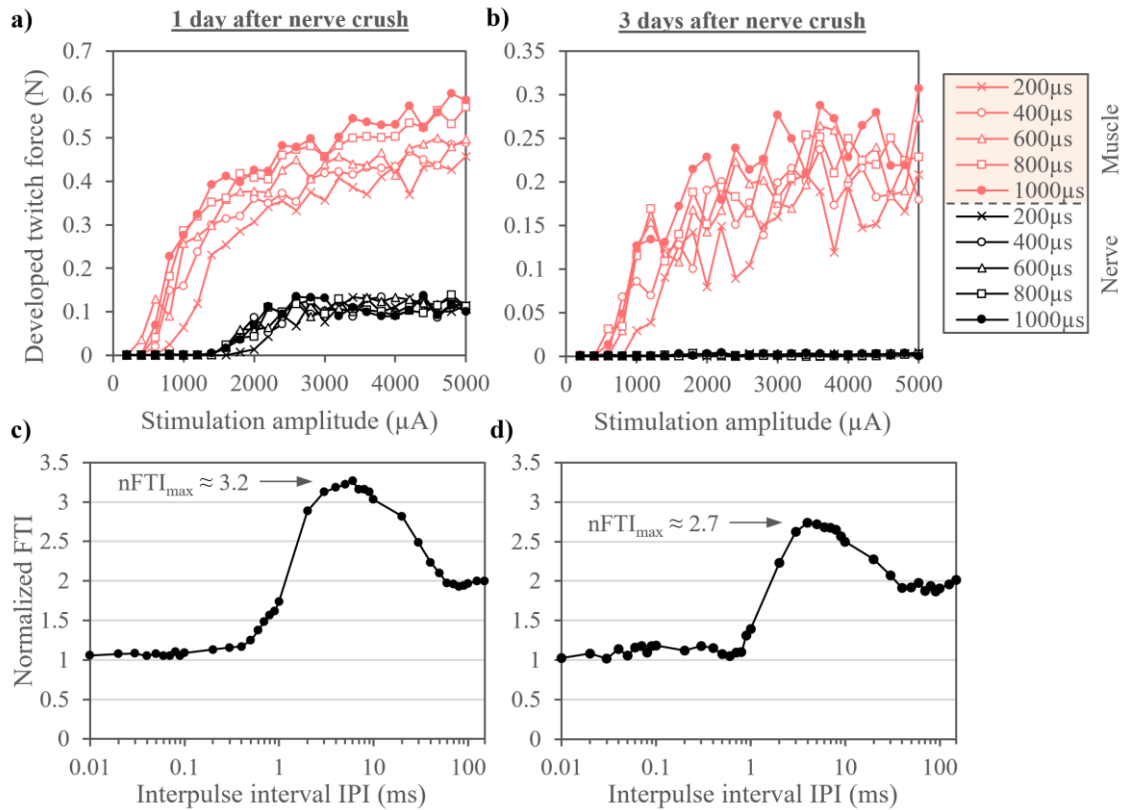 a)
1 day after nerve crush
b)
3 days after nerve crush
Developed twitch force (N)
0.7
0.6
0.5
0.4
0.3
0.2
0.1
0
0 1000 2000 3000 4000 5000
Stimulation amplitude (µA)
0.35
0.3
0.25
0.2
0.15
0.1
0.05
0
0 1000 2000 3000 4000 5000
Stimulation amplitude (µA)
200µs
400µs
600µs
800µs
1000µs
Muscle
200µs
400µs
600µs
800µs
1000µs
Nerve
c)
Normalized FTI
3.5
3
2.5
2
1.5
1
0.5
0
nFTImax ≈ 3.2
0.01 0.1 1 10 100
Interpulse interval IPI (ms)
d)
3.5
3
2.5
2
1.5
1
0.5
0
nFTImax ≈ 2.7
0.01 0.1 1 10 100
Interpulse interval IPI (ms)